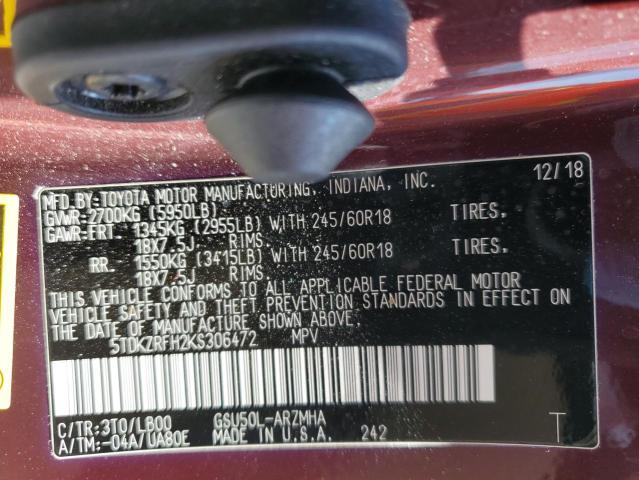 MFD.BY:TOYOTA MOTOR MANUFACTURING, INDIANA, INC. 12/18
GVWR-2700KG (5950LB)
GAWR-FRT. 1345KG (2955LB) WITH 245/60R18 TIRES.
18X7.5J RIMS.
RR. 1550KG (3415LB) WITH 245/60R18 TIRES.
18X7.5J RIMS.
THIS VEHICLE CONFORMS TO ALL APPLICABLE FEDERAL MOTOR
VEHICLE SAFETY AND THEFT PREVENTION STANDARDS IN EFFECT ON
THE DATE OF MANUFACTURE SHOWN ABOVE.
5TDKZRFH2KS306472 MPV
C/TR:3T0/LB00 GSU50L-ARZMHA
A/TM:-04A/UA80E MADE IN U.S.A. 242 T